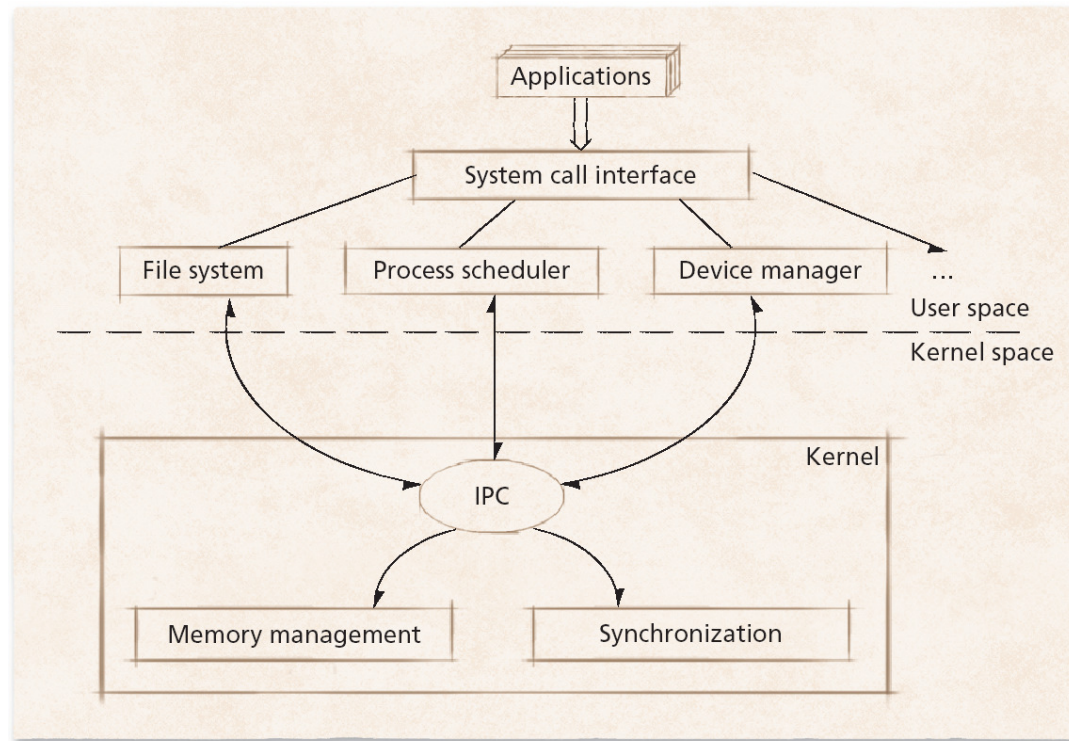 Applications
System call interface
File system
Process scheduler
Device manager
...
User space
Kernel space
Kernel
IPC
Memory management
Synchronization